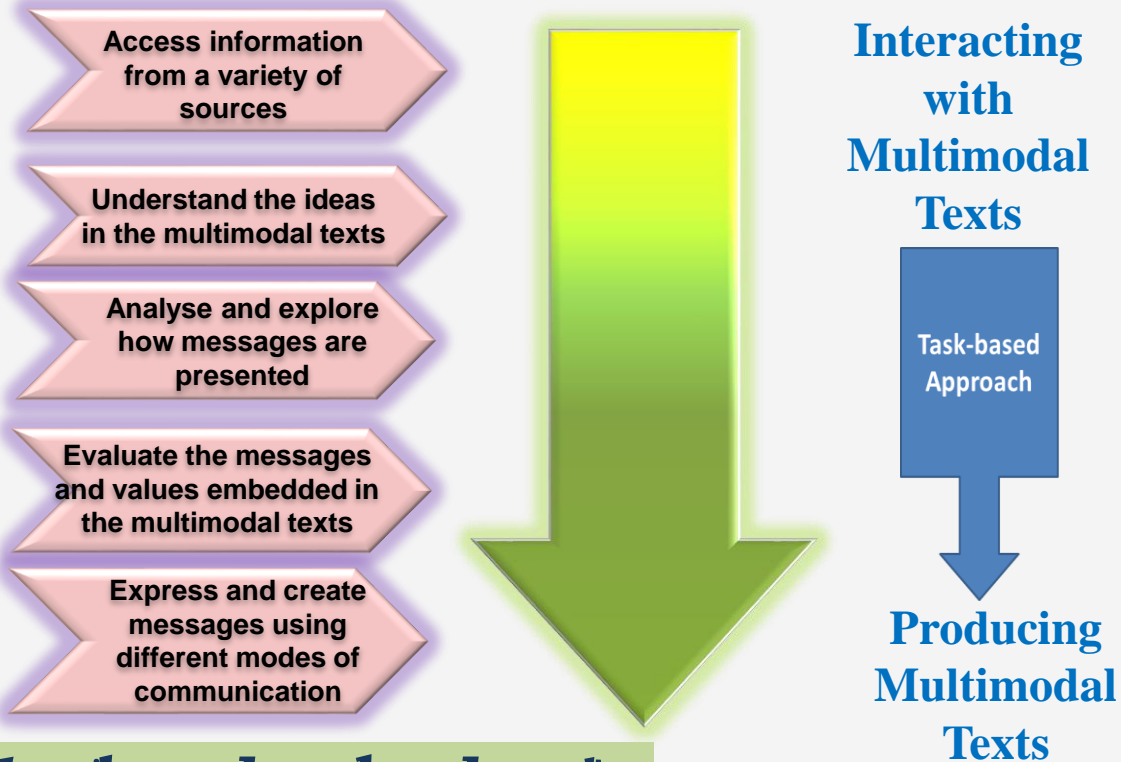 Access information
from a variety of
sources
Understand the ideas
in the multimodal texts
Analyse and explore
how messages are
presented
Evaluate the messages
and values embedded in
the multimodal texts
Express and create
messages using
different modes of
communication
Interacting
with
Multimodal
Texts
Task-based
Approach
Producing
Multimodal
Texts